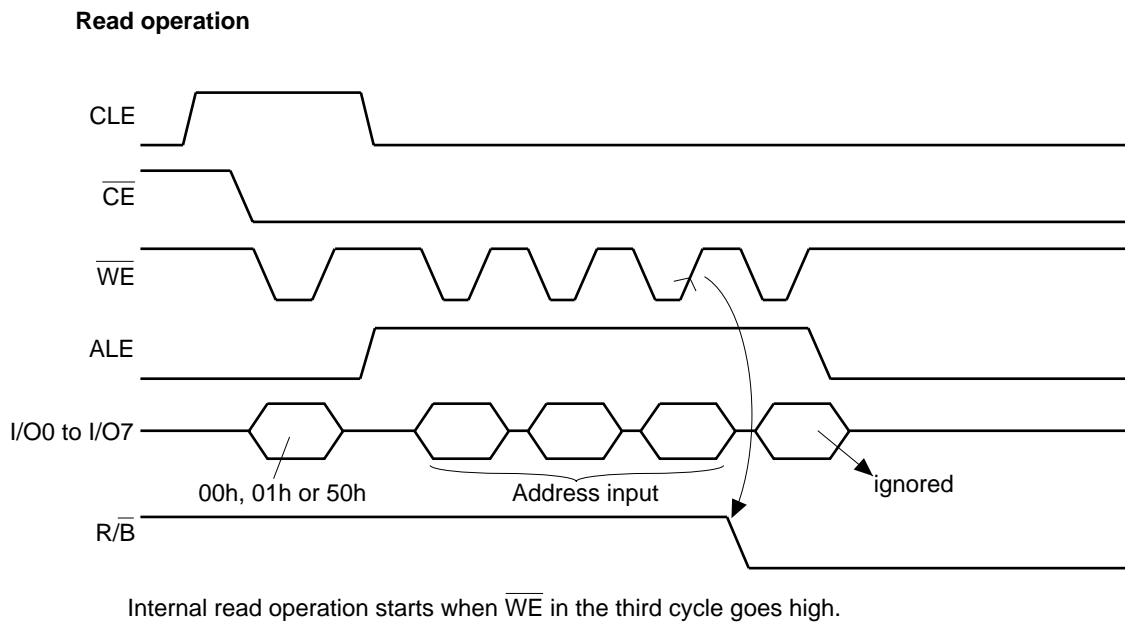 Read operation
CLE
CE
WE
ALE
I/O0 to I/O7
00h, 01h or 50h
Address input
ignored
R/B
Internal read operation starts when WE in the third cycle goes high.